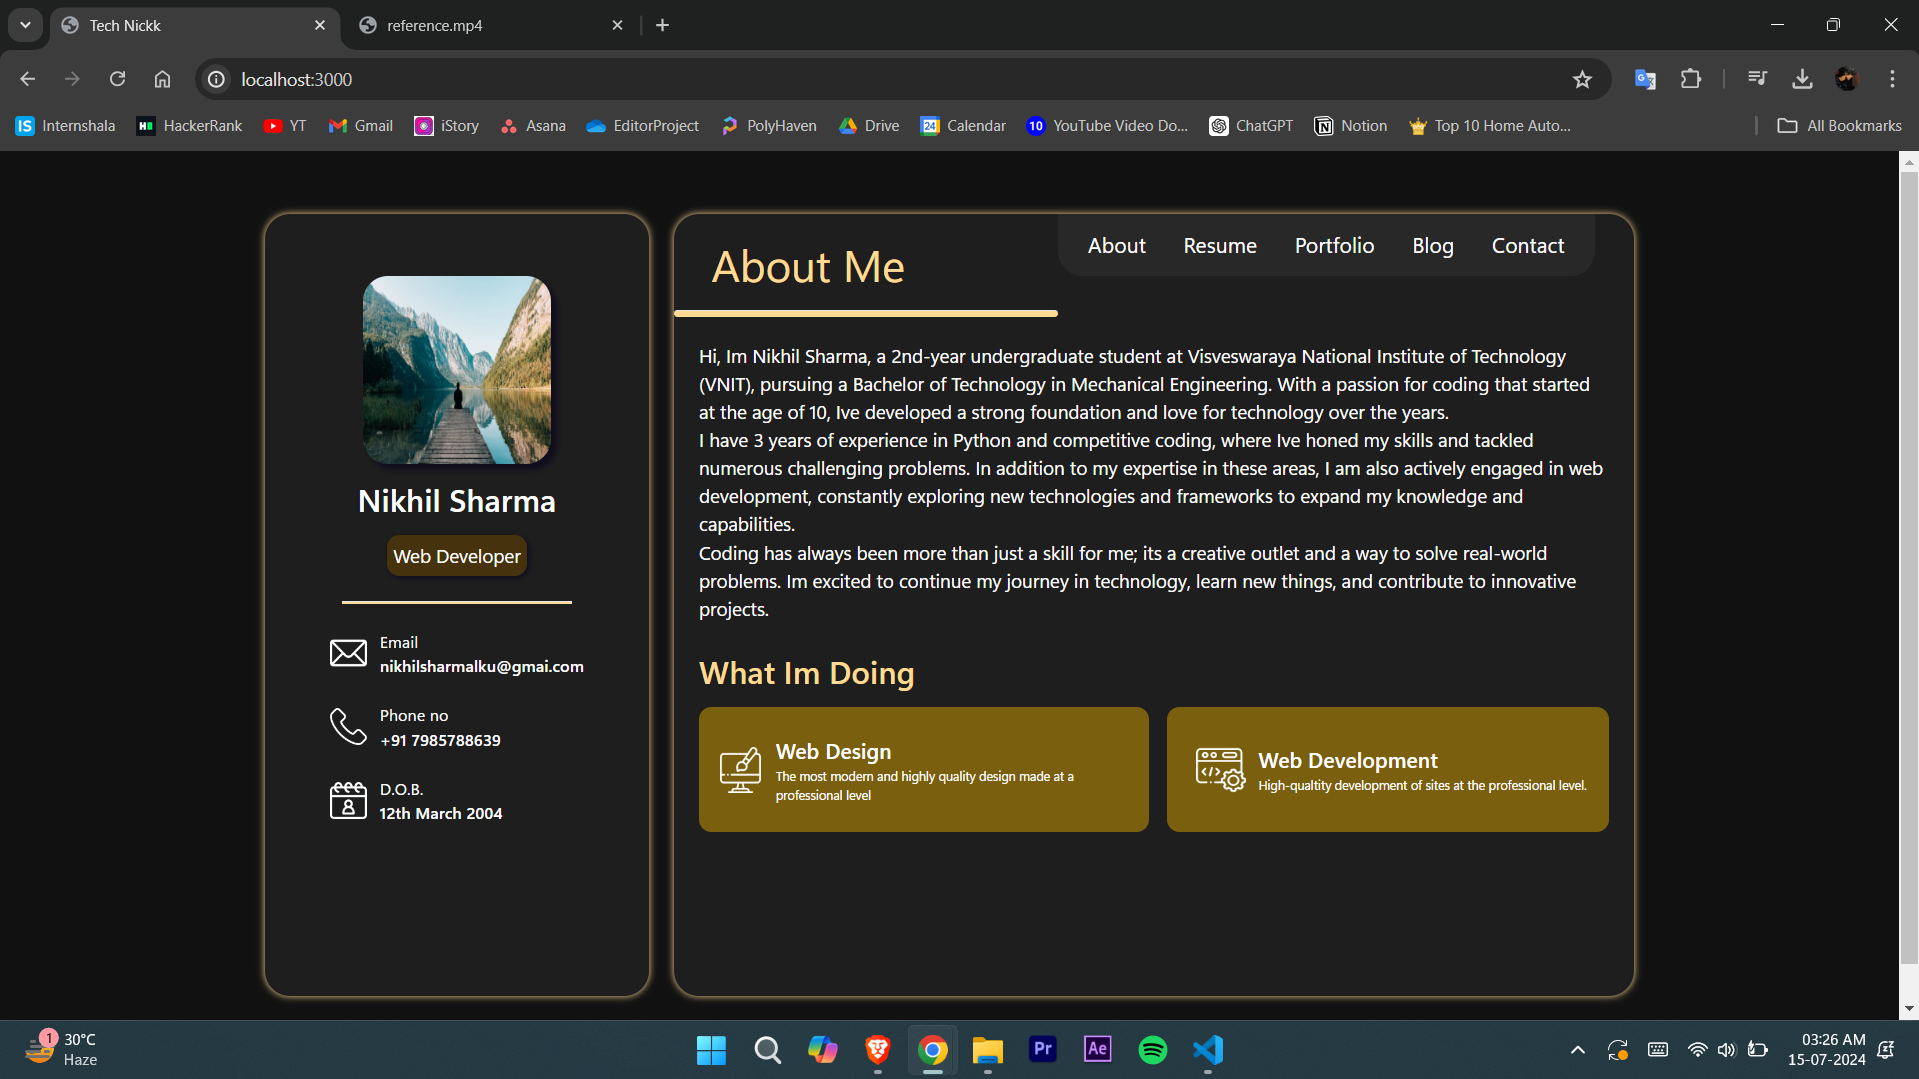 Tech Nickk
reference.mp4
localhost:3000
Internshala
HackerRank
YT
Gmail
iStory
Asana
EditorProject
PolyHaven
Drive
Calendar
YouTube Video Do...
ChatGPT
Notion
Top 10 Home Auto...
All Bookmarks
Nikhil Sharma
Web Developer
Email
nikhilsharmalku@gmai.com
Phone no
+91 7985788639
D.O.B.
12th March 2004
About Me
About
Resume
Portfolio
Blog
Contact
Hi, Im Nikhil Sharma, a 2nd-year undergraduate student at Visveswaraya National Institute of Technology
(VNIT), pursuing a Bachelor of Technology in Mechanical Engineering. With a passion for coding that started
at the age of 10, Ive developed a strong foundation and love for technology over the years.
I have 3 years of experience in Python and competitive coding, where Ive honed my skills and tackled
numerous challenging problems. In addition to my expertise in these areas, I am also actively engaged in web
development, constantly exploring new technologies and frameworks to expand my knowledge and
capabilities.
Coding has always been more than just a skill for me; its a creative outlet and a way to solve real-world
problems. Im excited to continue my journey in technology, learn new things, and contribute to innovative
projects.
What Im Doing
Web Design
The most modern and highly quality design made at a
professional level
Web Development
High-qualtity development of sites at the professional level.
1
30°C
Haze
Pr
Ae
03:26 AM
15-07-2024